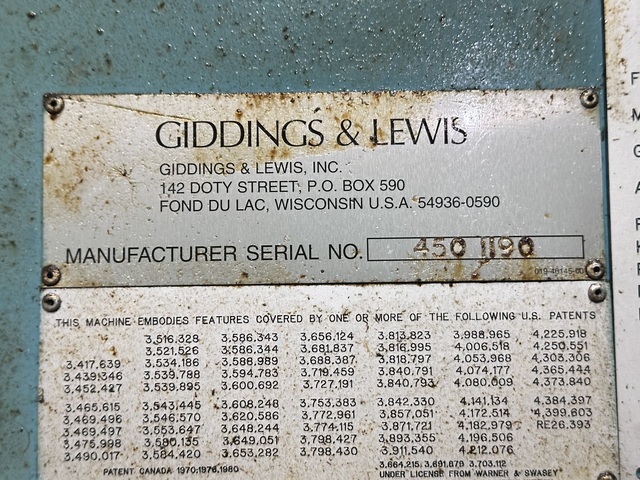 GIDDINGS & LEWIS
GIDDINGS & LEWIS, INC.
142 DOTY STREET, P.O. BOX 590
FOND DU LAC, WISCONSIN U.S.A. 54936-0590
MANUFACTURER SERIAL NO. 450 1190
THIS MACHINE EMBODIES FEATURES COVERED BY ONE OR MORE OF THE FOLLOWING U.S. PATENTS
3,516,328 3,586,343 3,656,124 3,813,823 3,988,965 4,225,918
3,521,526 3,586,344 3,681,837 3,816,995 4,006,518 4,250,551
3,417,639 3,534,186 3,588,989 3,688,387 3,818,797 4,053,968 4,303,306
3,439,346 3,539,788 3,594,783 3,719,459 3,840,791 4,074,177 4,365,444
3,452,427 3,539,895 3,600,692 3,727,191 3,840,793 4,080,009 4,373,840
3,465,615 3,543,445 3,608,248 3,753,383 3,842,330 4,141,134 4,384,397
3,469,496 3,546,570 3,620,586 3,772,961 3,857,051 4,172,514 4,399,603
3,469,497 3,553,647 3,648,244 3,774,115 3,871,721 4,182,979 RE26,393
3,475,998 3,580,135 3,649,051 3,798,427 3,893,355 4,196,506
3,490,017 3,584,420 3,653,282 3,798,430 3,911,540 4,212,076
PATENT CANADA 1970,1976,1980
3,664,215, 3,691,879 3,703,112
UNDER LICENSE FROM WARNER & SWASEY